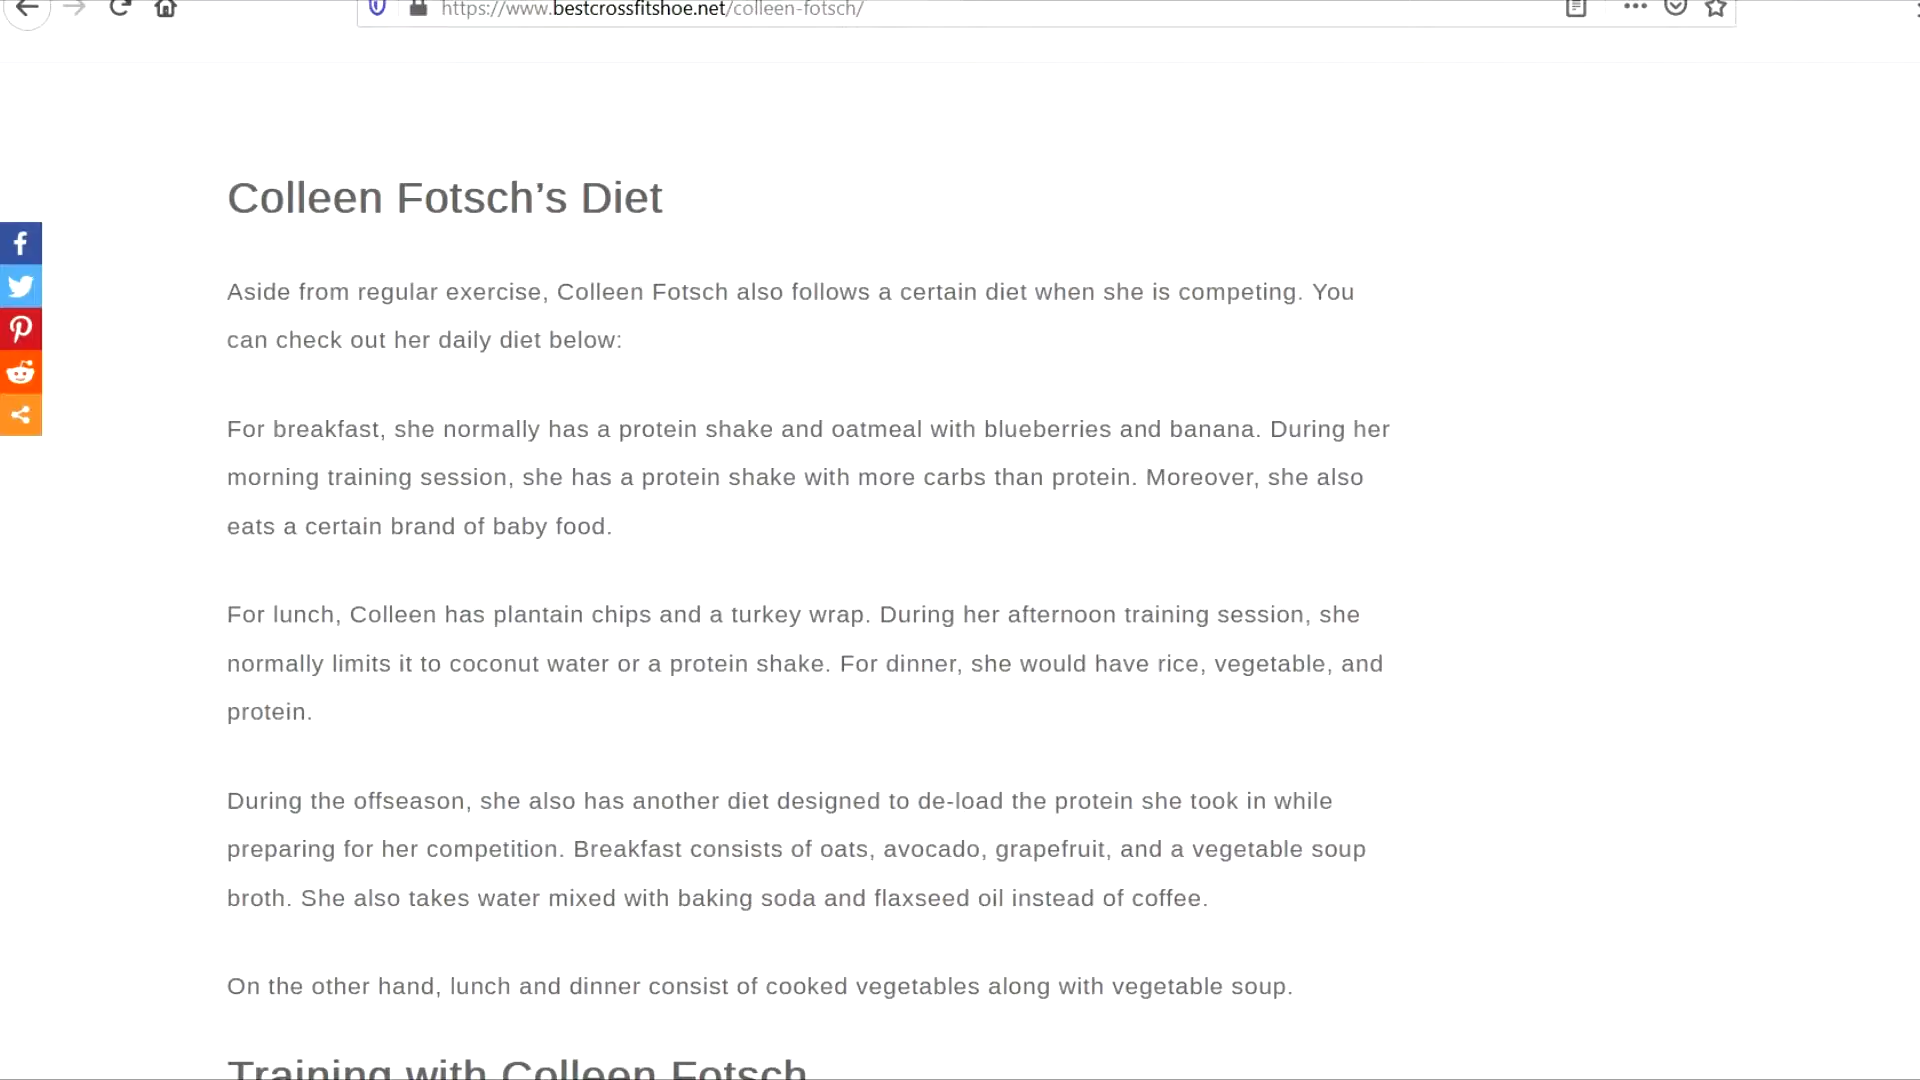 https://www.bestcrossfitshoe.net/colleen-fotsch/
Colleen Fotsch’s Diet
Aside from regular exercise, Colleen Fotsch also follows a certain diet when she is competing. You
can check out her daily diet below:
For breakfast, she normally has a protein shake and oatmeal with blueberries and banana. During her
morning training session, she has a protein shake with more carbs than protein. Moreover, she also
eats a certain brand of baby food.
For lunch, Colleen has plantain chips and a turkey wrap. During her afternoon training session, she
normally limits it to coconut water or a protein shake. For dinner, she would have rice, vegetable, and
protein.
During the offseason, she also has another diet designed to de-load the protein she took in while
preparing for her competition. Breakfast consists of oats, avocado, grapefruit, and a vegetable soup
broth. She also takes water mixed with baking soda and flaxseed oil instead of coffee.
On the other hand, lunch and dinner consist of cooked vegetables along with vegetable soup.
Training with Colleen Fotsch